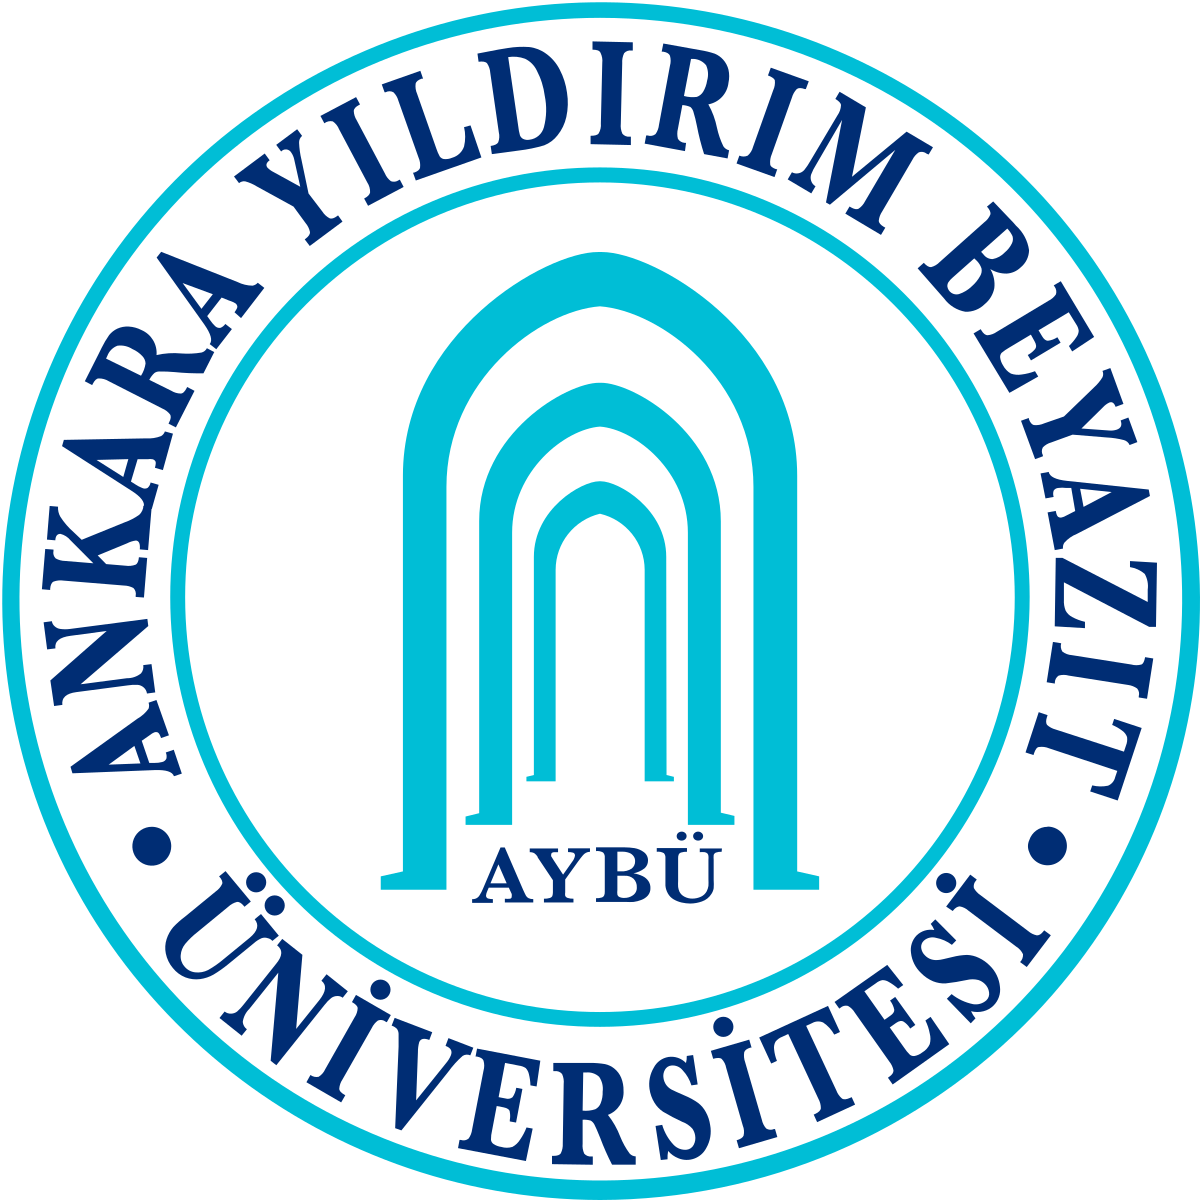 ANKARA YILDIRIM BEYAZIT
AYBÜ
• ÜNİVERSİTESİ •